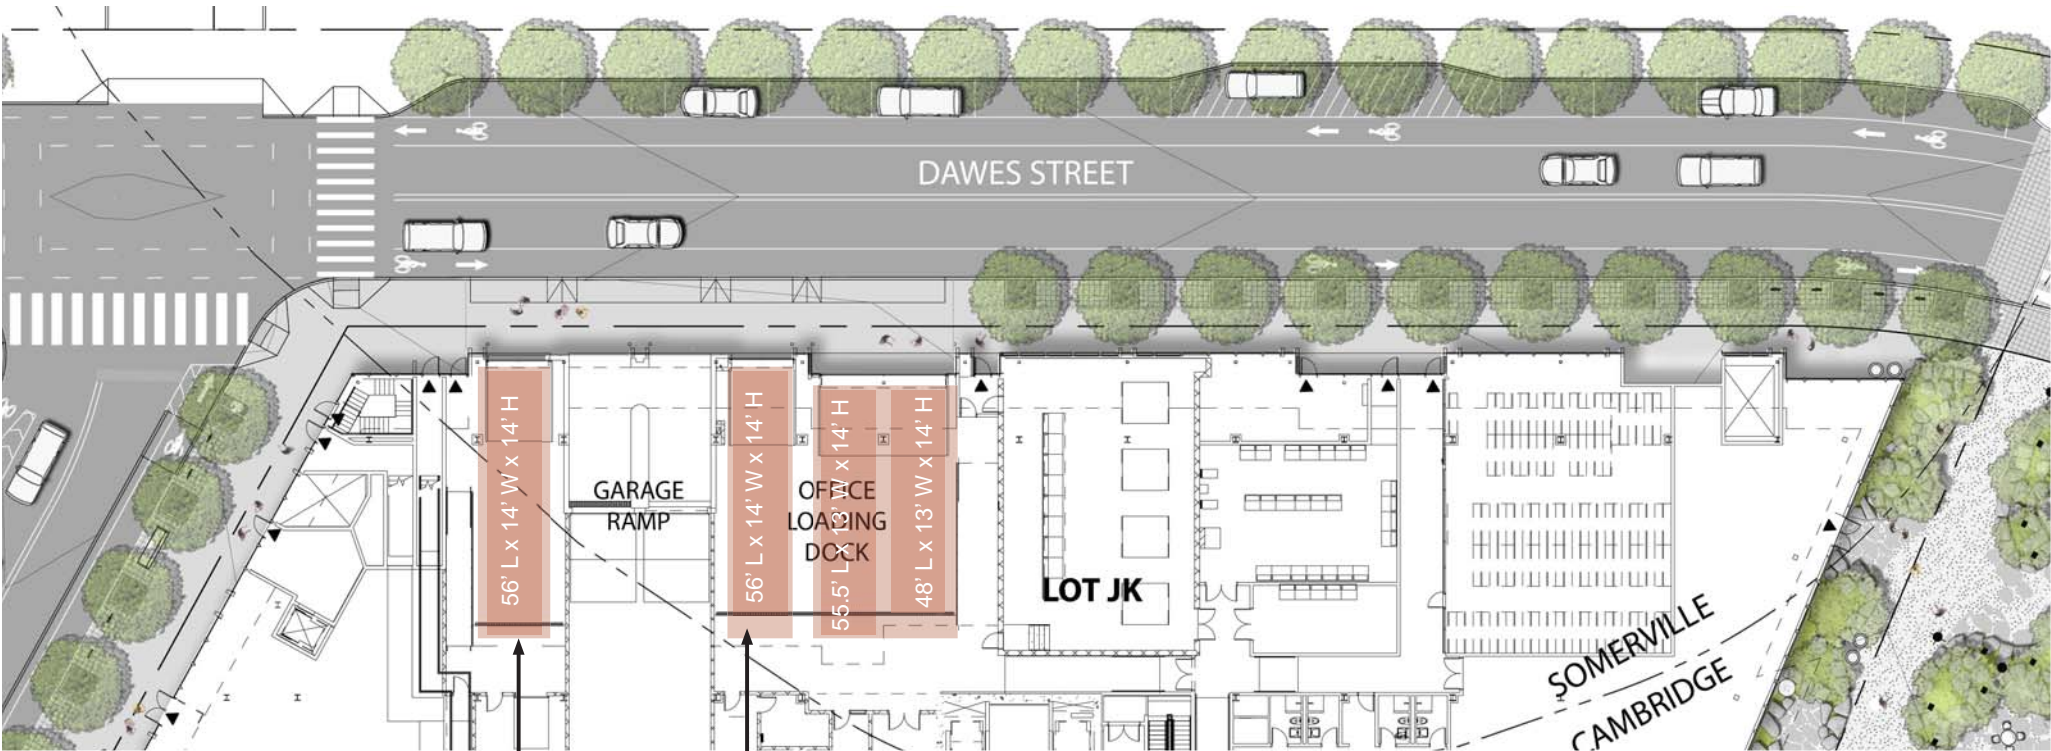 DAWES STREET
56' L x 14' W x 14' H
GARAGE
RAMP
56' L x 14' W x 14' H
OFFICE
LOADING
DOCK
55.5' L x 13' W x 14' H
48' L x 13' W x 14' H
LOT JK
SOMERVILLE
CAMBRIDGE